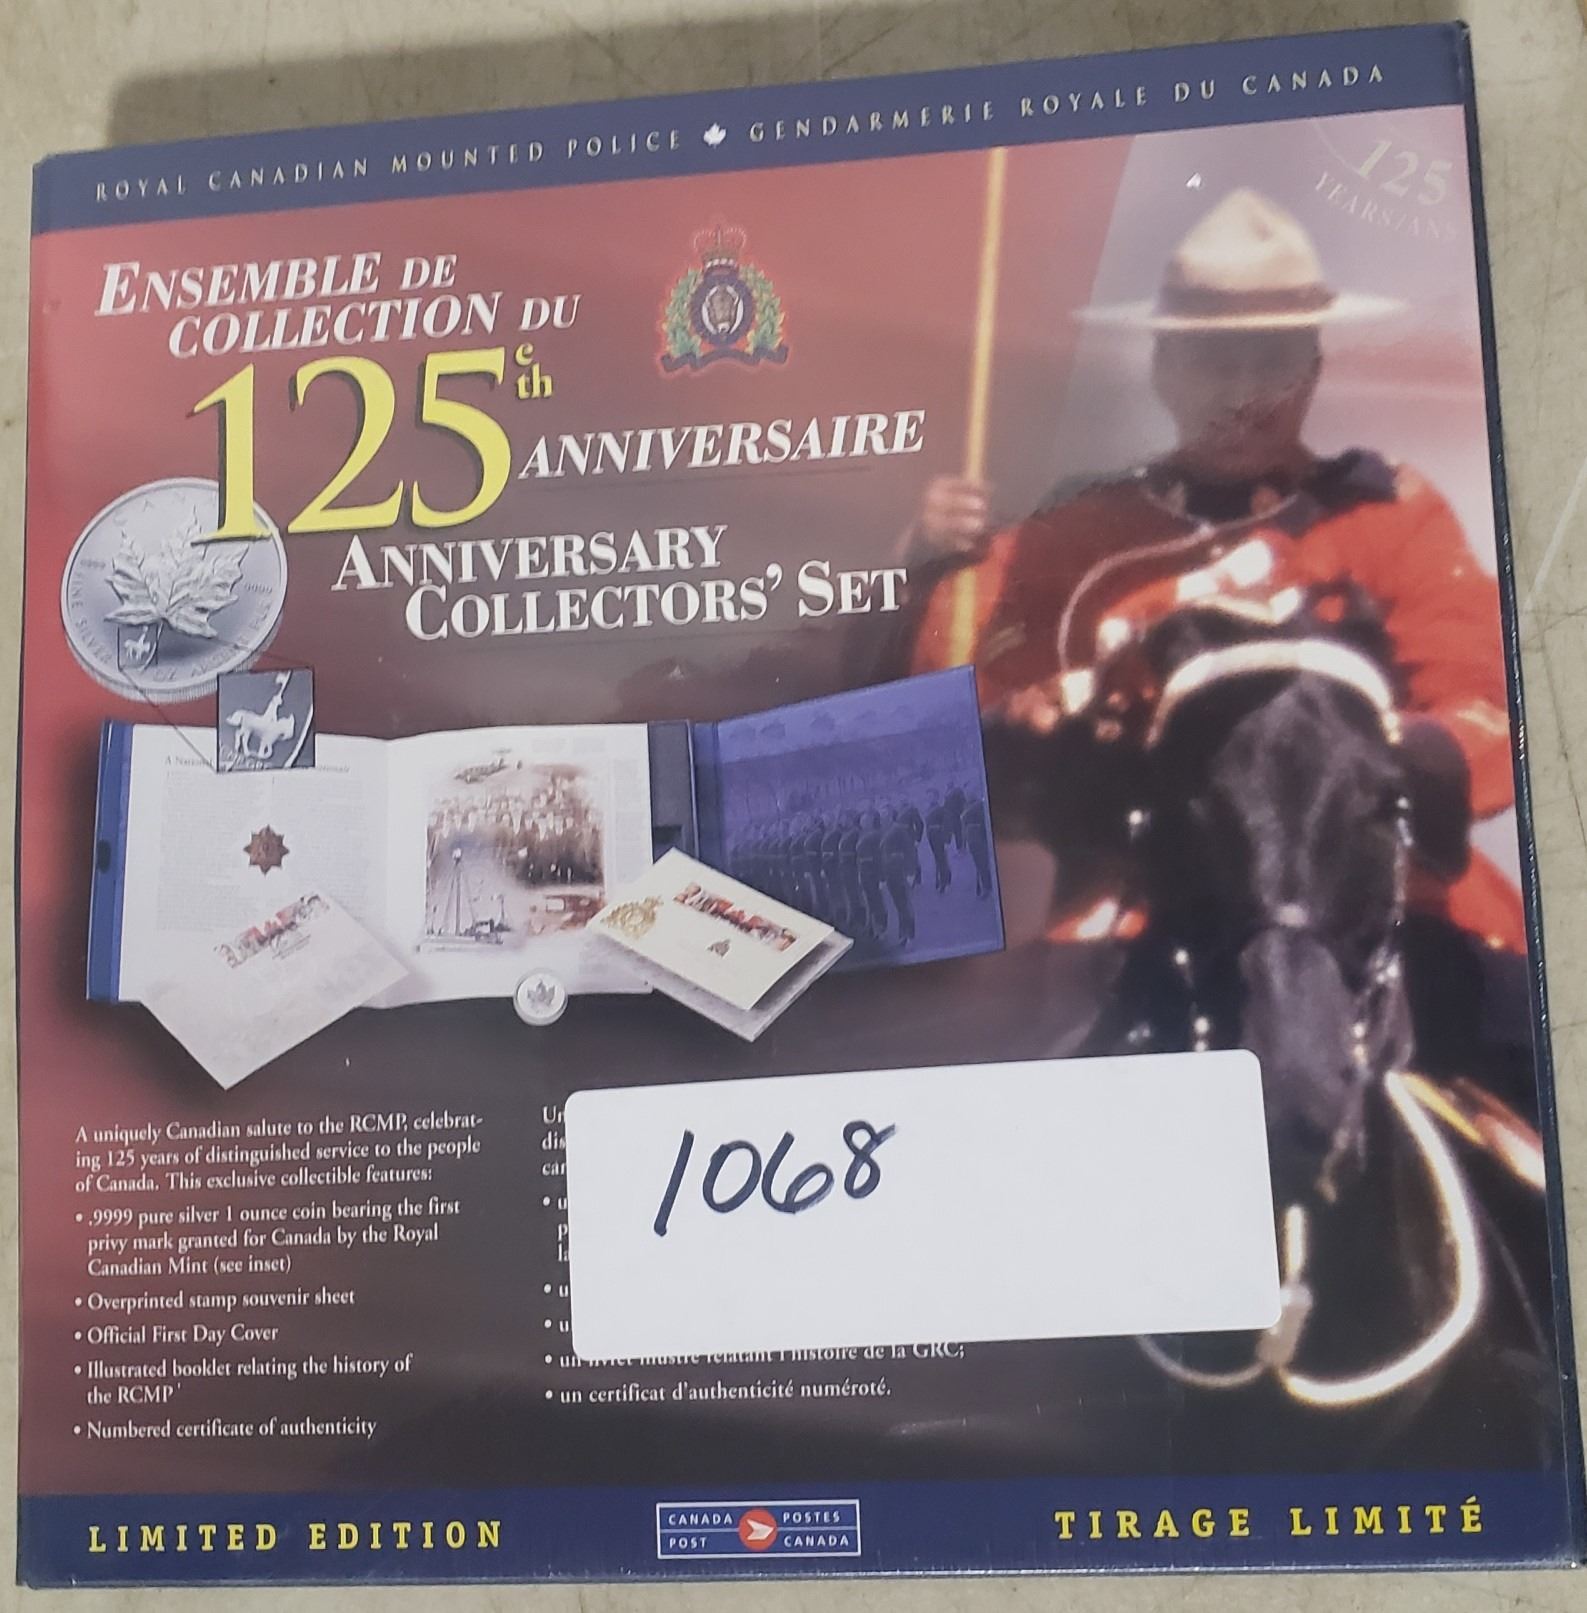 ROYAL CANADIAN MOUNTED POLICE GENDARMERIE ROYALE DU CANADA
125
YEARS/ANS
ENSEMBLE DE
COLLECTION DU
125 e th
ANNIVERSAIRE
ANNIVERSARY
COLLECTORS' SET
A uniquely Canadian salute to the RCMP, celebrat-
ing 125 years of distinguished service to the people
of Canada. This exclusive collectible features:
• .9999 pure silver 1 ounce coin bearing the first
privy mark granted for Canada by the Royal
Canadian Mint (see inset)
• Overprinted stamp souvenir sheet
• Official First Day Cover
• Illustrated booklet relating the history of
the RCMP
• Numbered certificate of authenticity
1068
l'histoire de la GRC;
• un certificat d'authenticité numéroté.
LIMITED EDITION
CANADA POSTES
POST CANADA
TIRAGE LIMITÉ